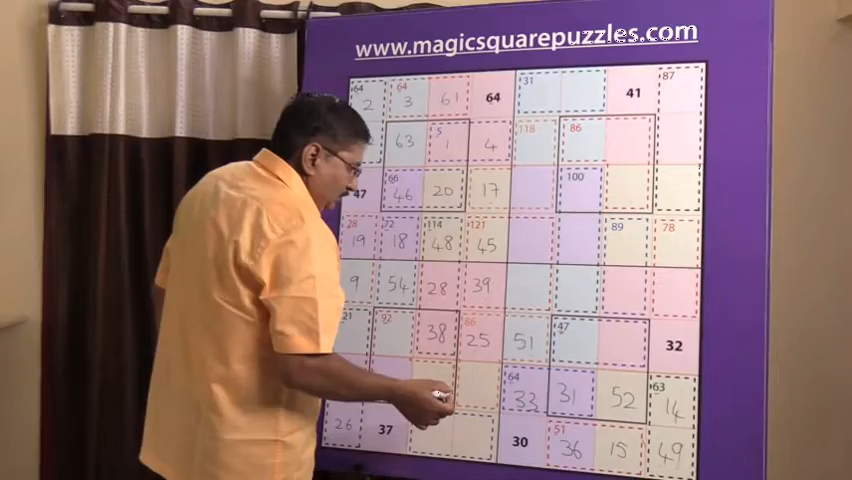 www.magicsquarepuzzles.com
64 2 64 3 61 64 31 41 87
63 5 1 4 118 86
47 66 46 20 17 100
28 19 72 18 114 48 121 45 89 78
9 54 28 39
21 92 38 86 25 51 47 32
64 33 31 52 63 14
26 37 30 51 36 15 49